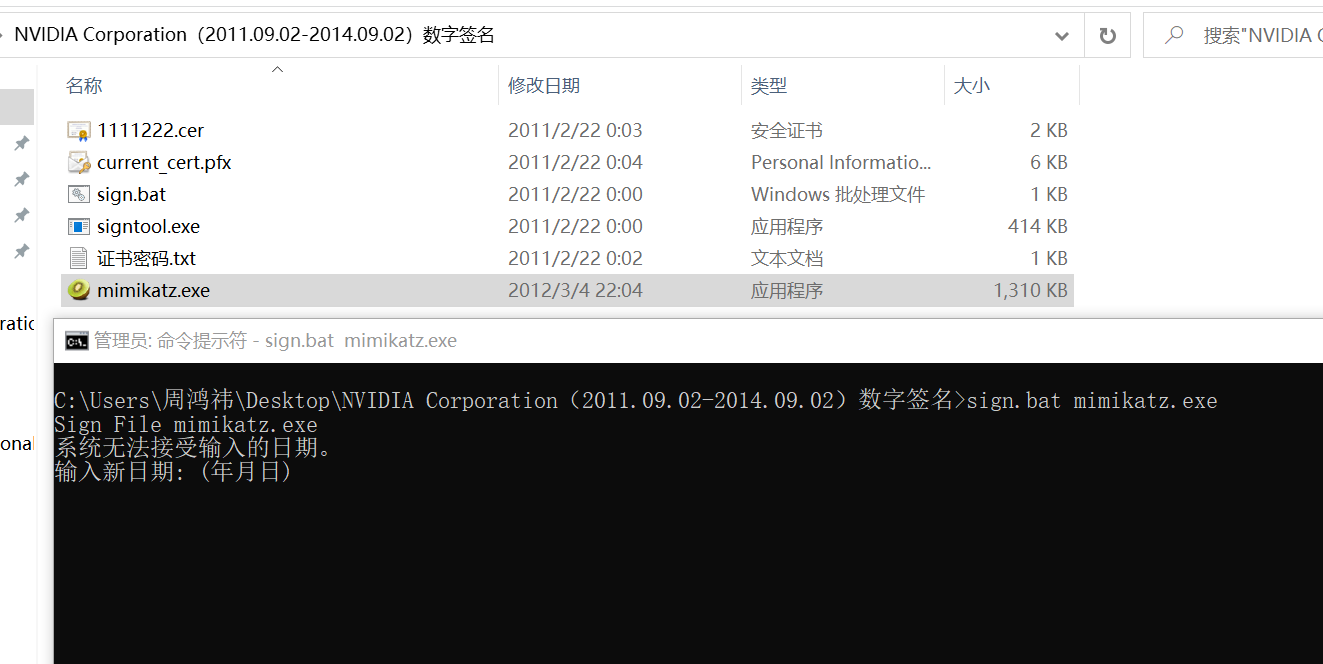 NVIDIA Corporation（2011.09.02-2014.09.02）数字签名
搜索"NVIDIA C
名称 修改日期 类型 大小
1111222.cer 2011/2/22 0:03 安全证书 2 KB
current_cert.pfx 2011/2/22 0:04 Personal Informatio... 6 KB
sign.bat 2011/2/22 0:00 Windows 批处理文件 1 KB
signtool.exe 2011/2/22 0:00 应用程序 414 KB
证书密码.txt 2011/2/22 0:02 文本文档 1 KB
mimikatz.exe 2012/3/4 22:04 应用程序 1,310 KB
ratic
onal
管理员: 命令提示符 - sign.bat mimikatz.exe
C:\Users\周鸿祎\Desktop\NVIDIA Corporation（2011.09.02-2014.09.02）数字签名>sign.bat mimikatz.exe
Sign File mimikatz.exe
系统无法接受输入的日期。
输入新日期: (年月日)